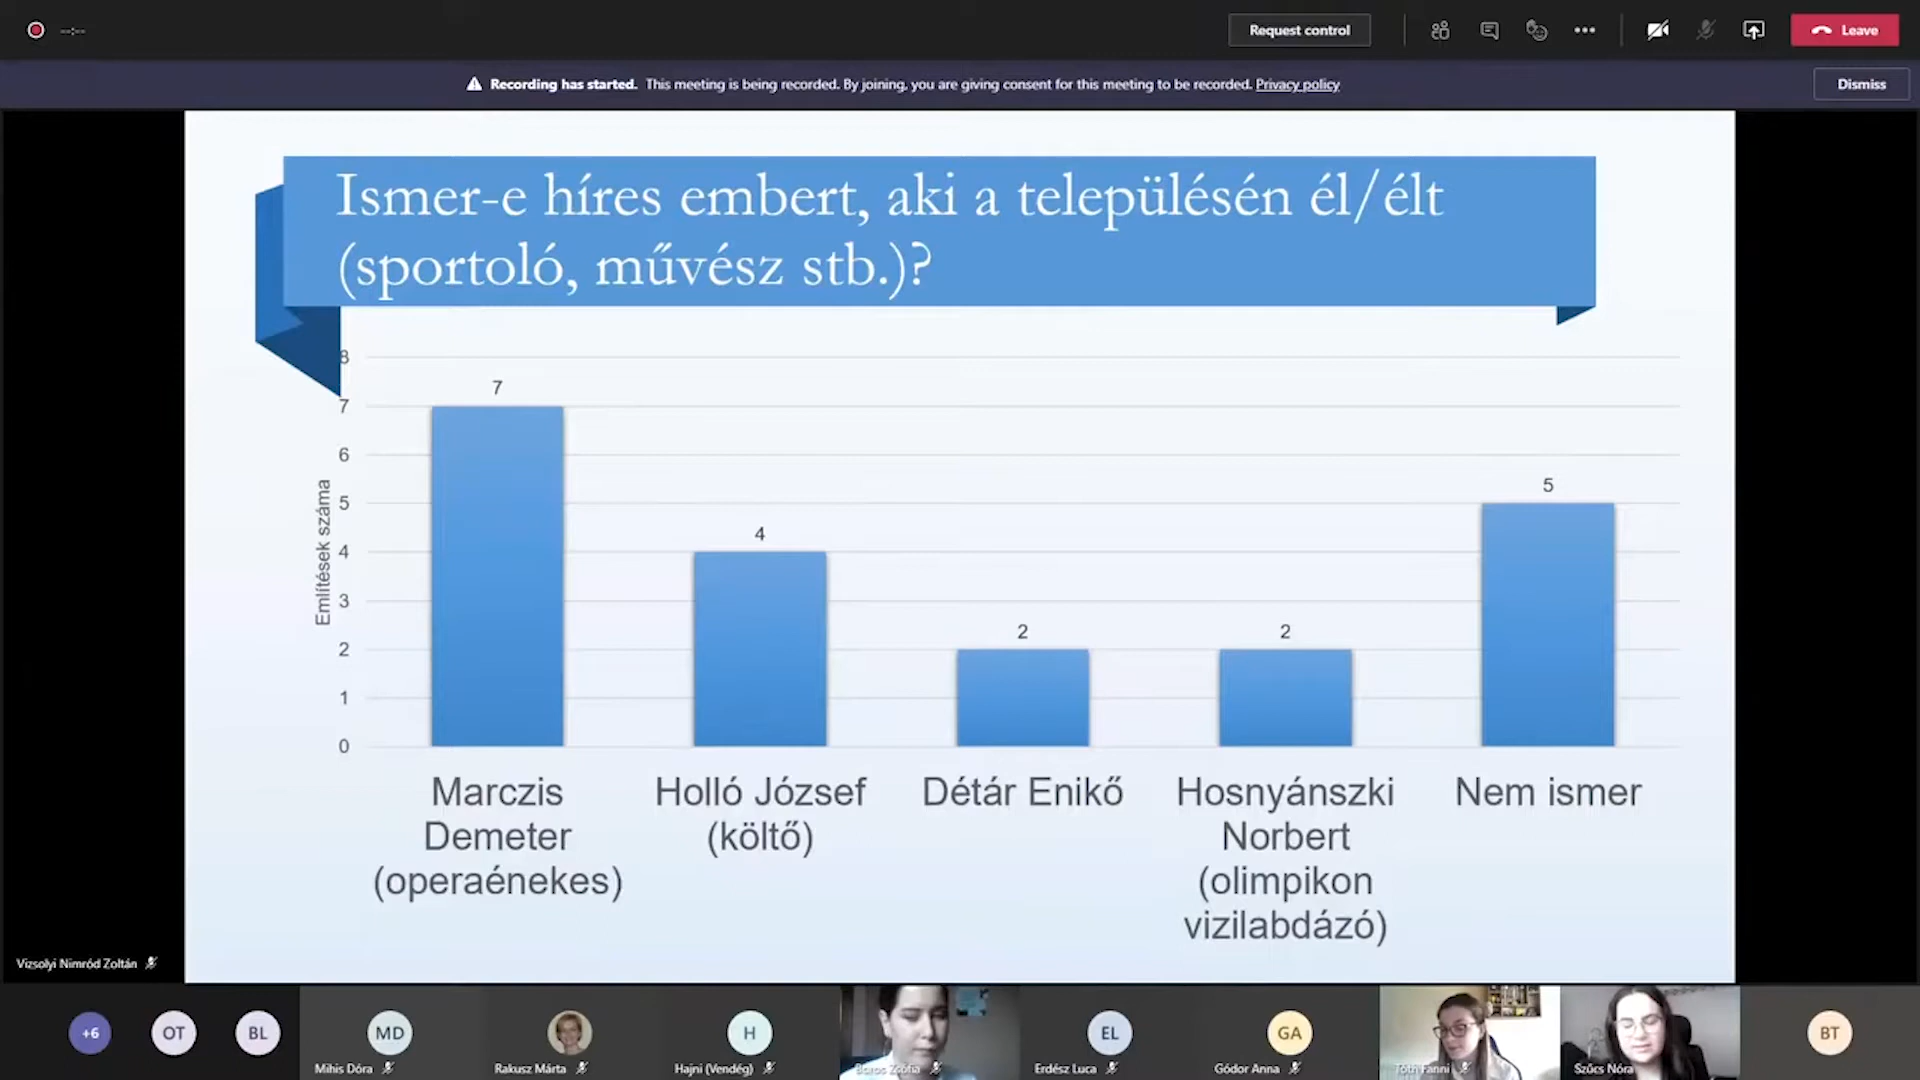 --:--
Request control
Leave
Recording has started. This meeting is being recorded. By joining, you are giving consent for this meeting to be recorded. Privacy policy
Dismiss
Ismer-e híres embert, aki a településén él/élt
(sportoló, művész stb.)?
8
7
6
5
4
3
2
1
0
Említések száma
7
4
2
2
5
Marczis
Demeter
(operaénekes)
Holló József
(költő)
Détár Enikő
Hosnyánszki
Norbert
(olimpikon
vizilabdázó)
Nem ismer
Vizsolyi Nimród Zoltán
+6
OT
BL
MD
Mihis Dóra
Rakusz Márta
H
Hajni (Vendég)
Boros Zsófia
EL
Erdész Luca
GA
Gódor Anna
Tóth Fanni
Szűcs Nóra
BT